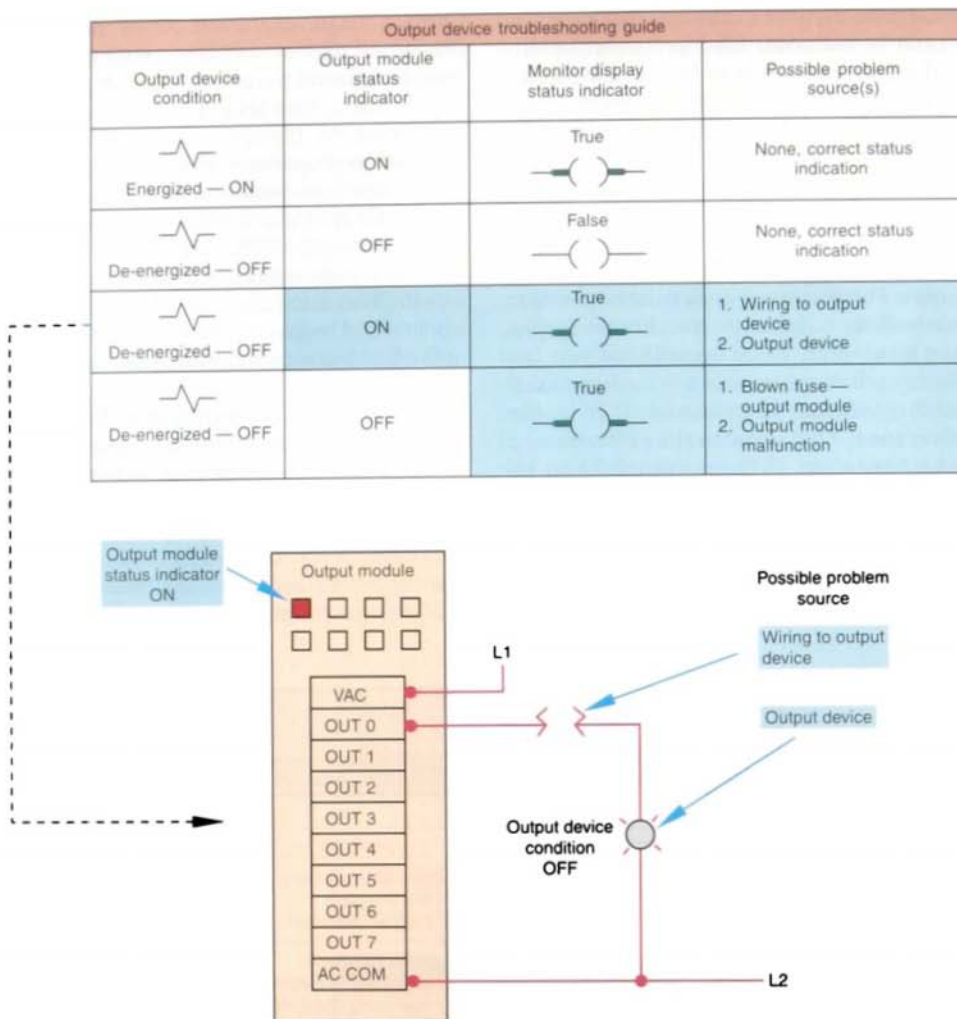 Output device troubleshooting guide
Output device
condition
Output module
status
indicator
Monitor display
status indicator
Possible problem
source(s)
Energized — ON
ON
True
None, correct status
indication
De-energized — OFF
OFF
False
None, correct status
indication
De-energized — OFF
ON
True
1. Wiring to output
device
2. Output device
De-energized — OFF
OFF
True
1. Blown fuse —
output module
2. Output module
malfunction
Output module
status indicator
ON
Output module
VAC
OUT 0
OUT 1
OUT 2
OUT 3
OUT 4
OUT 5
OUT 6
OUT 7
AC COM
L1
Possible problem
source
Wiring to output
device
Output device
Output device
condition
OFF
L2